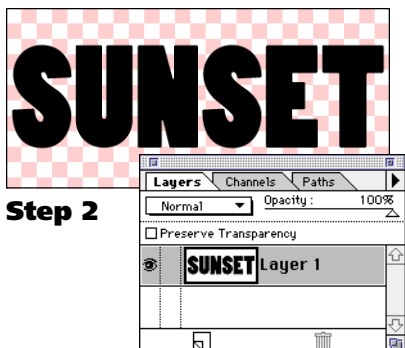 SUNSET
Step 2
Layers Channels Paths
Normal Opacity: 100%
Preserve Transparency
SUNSET Layer 1